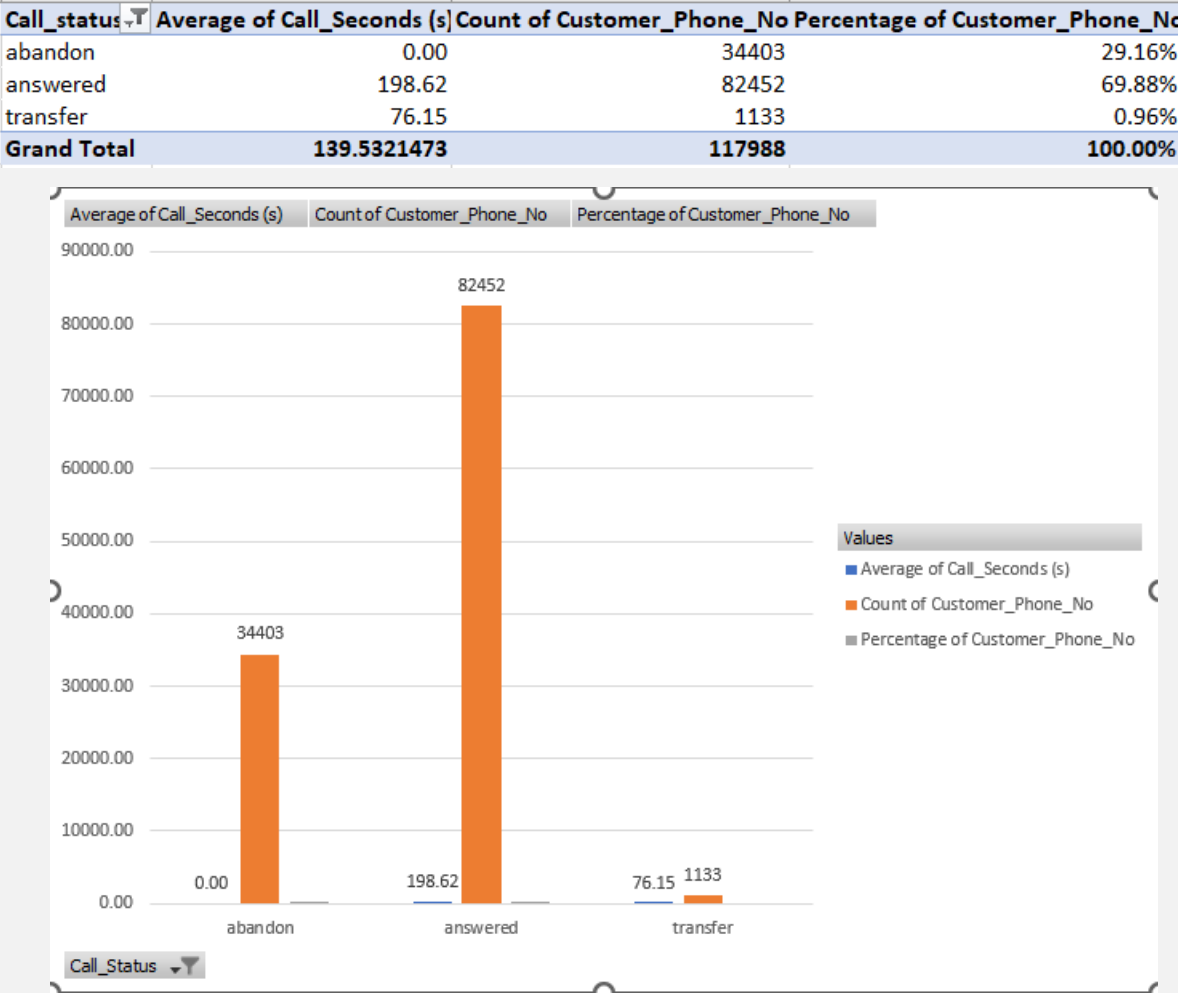 Call_status Average of Call_Seconds (s) Count of Customer_Phone_No Percentage of Customer_Phone_No
abandon 0.00 34403 29.16%
answered 198.62 82452 69.88%
transfer 76.15 1133 0.96%
Grand Total 139.5321473 117988 100.00%
Average of Call_Seconds (s) Count of Customer_Phone_No Percentage of Customer_Phone_No
90000.00
82452
80000.00
70000.00
60000.00
50000.00
Values
Average of Call_Seconds (s)
Count of Customer_Phone_No
Percentage of Customer_Phone_No
40000.00
34403
30000.00
20000.00
10000.00
0.00 198.62 76.15 1133
0.00
abandon answered transfer
Call_Status